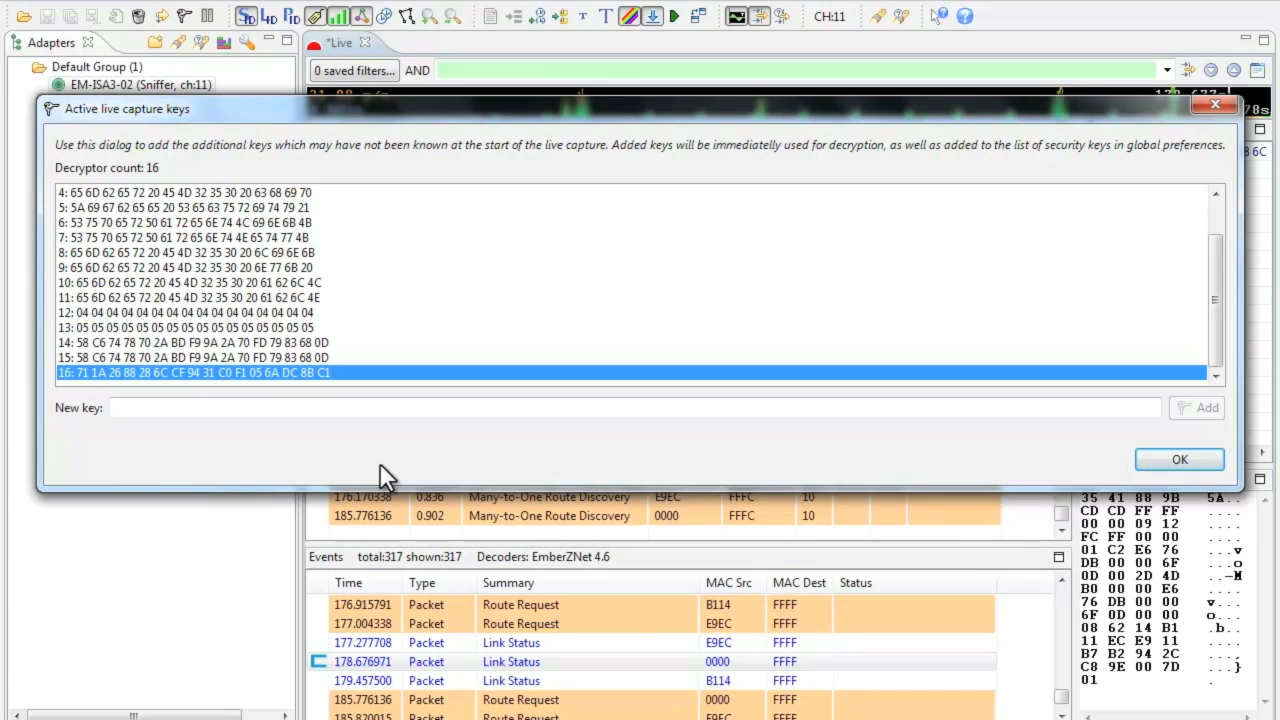 CH:11
Adapters
*Live
Default Group (1)
EM-ISA3-02 (Sniffer, ch:11)
0 saved filters... AND
Active live capture keys
Use this dialog to add the additional keys which may have not been known at the start of the live capture. Added keys will be immediatelly used for decryption, as well as added to the list of security keys in global preferences.
Decryptor count: 16
4: 65 6D 62 65 72 20 45 4D 32 35 30 20 63 68 69 70
5: 5A 69 67 62 65 65 20 53 65 63 75 72 69 74 79 21
6: 53 75 70 65 72 50 61 72 65 6E 74 4C 69 6E 6B 4B
7: 53 75 70 65 72 50 61 72 65 6E 74 4E 65 74 77 4B
8: 65 6D 62 65 72 20 45 4D 32 35 30 20 6C 69 6E 6B
9: 65 6D 62 65 72 20 45 4D 32 35 30 20 6E 77 6B 20
10: 65 6D 62 65 72 20 45 4D 32 35 30 20 61 62 6C 4C
11: 65 6D 62 65 72 20 45 4D 32 35 30 20 61 62 6C 4E
12: 04 04 04 04 04 04 04 04 04 04 04 04 04 04 04 04
13: 05 05 05 05 05 05 05 05 05 05 05 05 05 05 05 05
14: 58 C6 74 78 70 2A BD F9 9A 2A 70 FD 79 83 68 0D
15: 58 C6 74 78 70 2A BD F9 9A 2A 70 FD 79 83 68 0D
16: 71 1A 26 88 28 6C CF 94 31 C0 F1 05 6A DC 8B C1
New key: Add
OK
176.170338 0.836 Many-to-One Route Discovery E9EC FFFC 10
185.776136 0.902 Many-to-One Route Discovery 0000 FFFC 10
Events total:317 shown:317 Decoders: EmberZNet 4.6
Time Type Summary MAC Src MAC Dest Status
176.915791 Packet Route Request B114 FFFF
177.004338 Packet Route Request E9EC FFFF
177.277708 Packet Link Status E9EC FFFF
178.676971 Packet Link Status 0000 FFFF
179.457500 Packet Link Status B114 FFFF
185.776136 Packet Route Request 0000 FFFF
185.820015 Packet Route Request E9EC FFFF
35 41 88 9B 5A..
CD CD FF FF ....
00 00 09 12 ....
FC FF 00 00 ....
01 C2 E6 76 ...v
DB 00 00 6F ...o
0D 00 2D 4D ..-M
B0 00 00 E6 ....
76 DB 00 00 v...
6F 0D 00 00 o...
08 62 14 B1 .b..
11 EC E9 11 ....
B7 B2 94 2C ...,
C8 9E 00 7D ...}
01 .